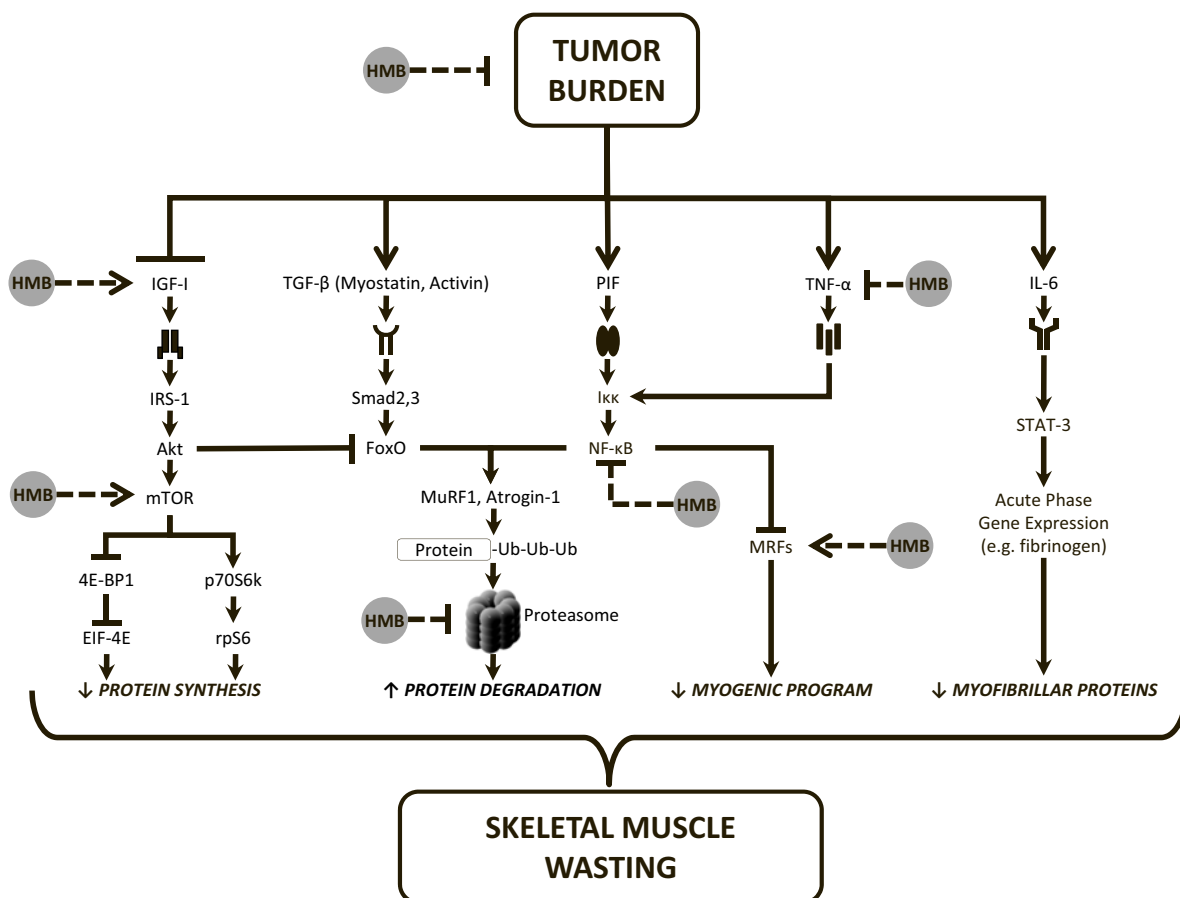 TUMOR
BURDEN
HMB
HMB
IGF-I
TGF-β (Myostatin, Activin)
PIF
TNF-α
HMB
IL-6
IRS-1
Smad2,3
Iκκ
STAT-3
Akt
FoxO
NF-κB
HMB
mTOR
MuRF1, Atrogin-1
HMB
Acute Phase
Gene Expression
(e.g. fibrinogen)
Protein
-Ub-Ub-Ub
MRFs
HMB
4E-BP1
p70S6k
HMB
Proteasome
EIF-4E
rpS6
↓ PROTEIN SYNTHESIS
↑ PROTEIN DEGRADATION
↓ MYOGENIC PROGRAM
↓ MYOFIBRILLAR PROTEINS
SKELETAL MUSCLE
WASTING